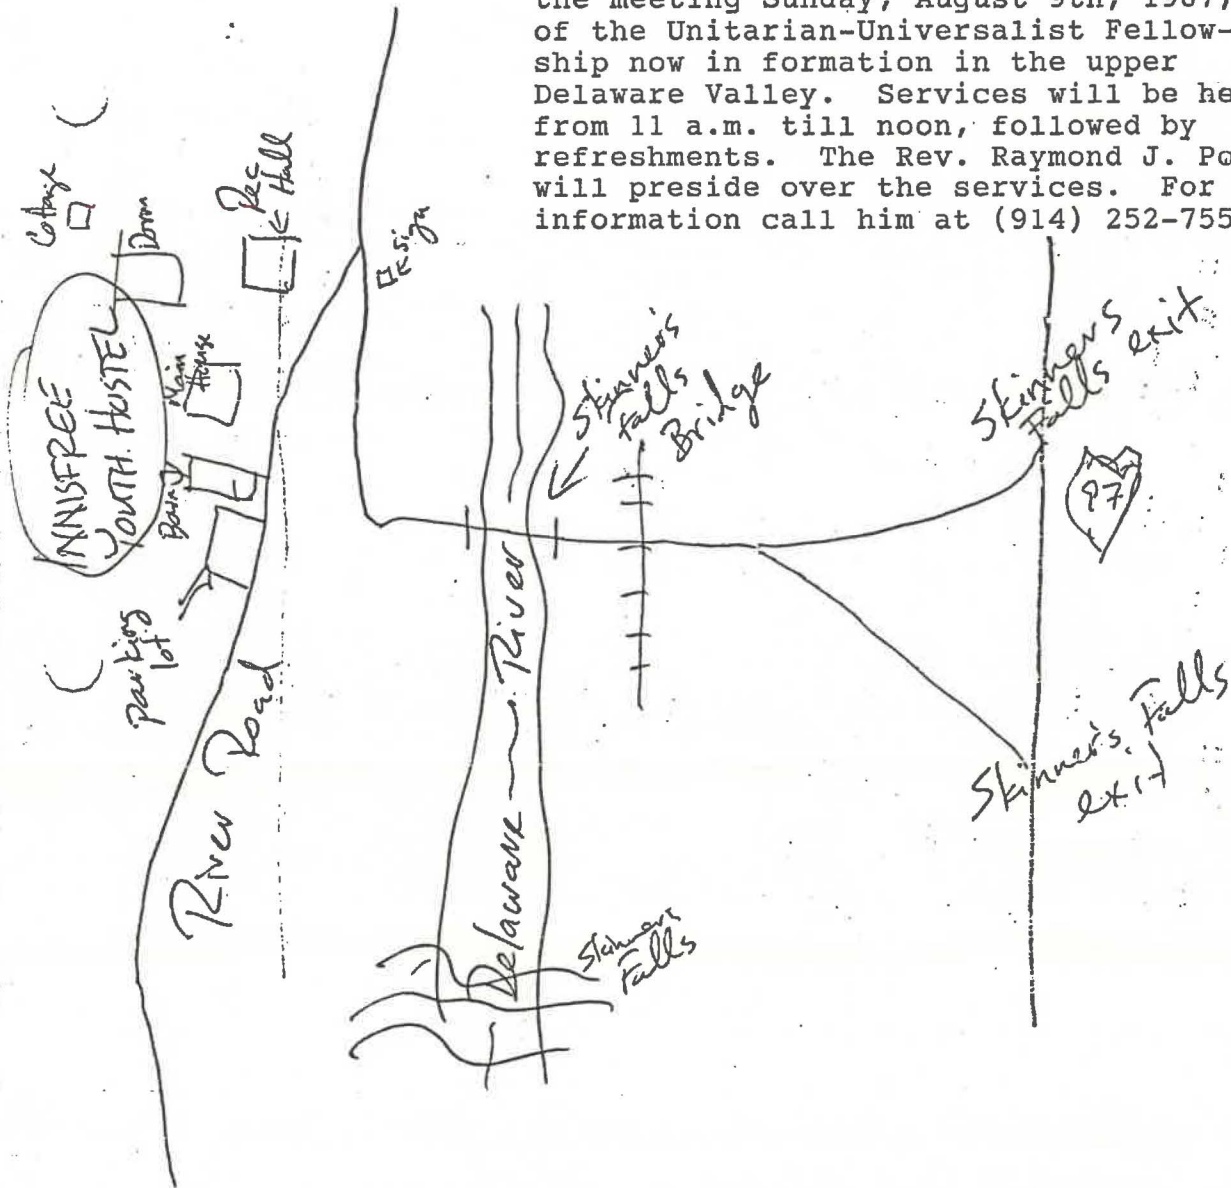 the meeting Sunday, August 9th, 1987,
of the Unitarian-Universalist Fellow-
ship now in formation in the upper
Delaware Valley.  Services will be he
from 11 a.m. till noon, followed by
refreshments.  The Rev. Raymond J. Po
will preside over the services.  For
information call him at (914) 252-755
Cottage
Dorm
Rec
Hall
Sign
INNISFREE
YOUTH HOSTEL
Main
House
Barn
parking
lot
River Road
Skinner's
Falls
Bridge
Skinners
Falls exit
97
Delaware River
Skinner's Falls
exit
Skinners
Falls